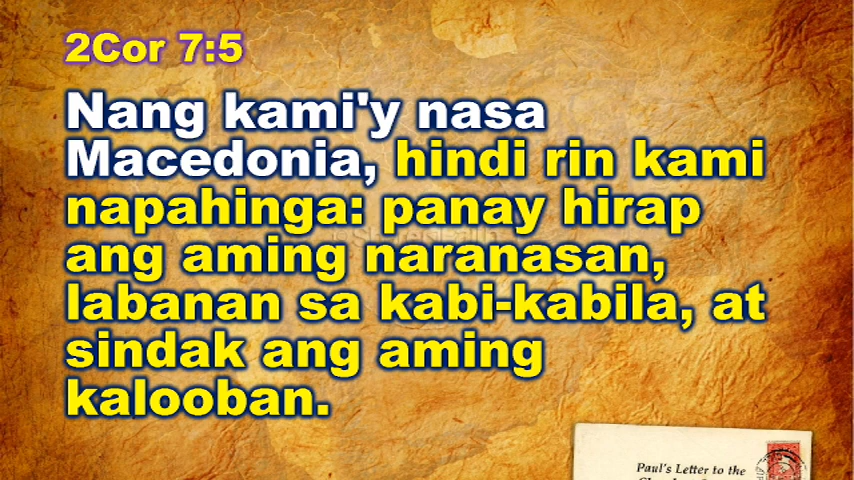 2Cor 7:5
Nang kami'y nasa
Macedonia, hindi rin kami
napahinga: panay hirap
ang aming naranasan,
labanan sa kabi-kabila, at
sindak ang aming
kalooban.
Paul's Letter to the